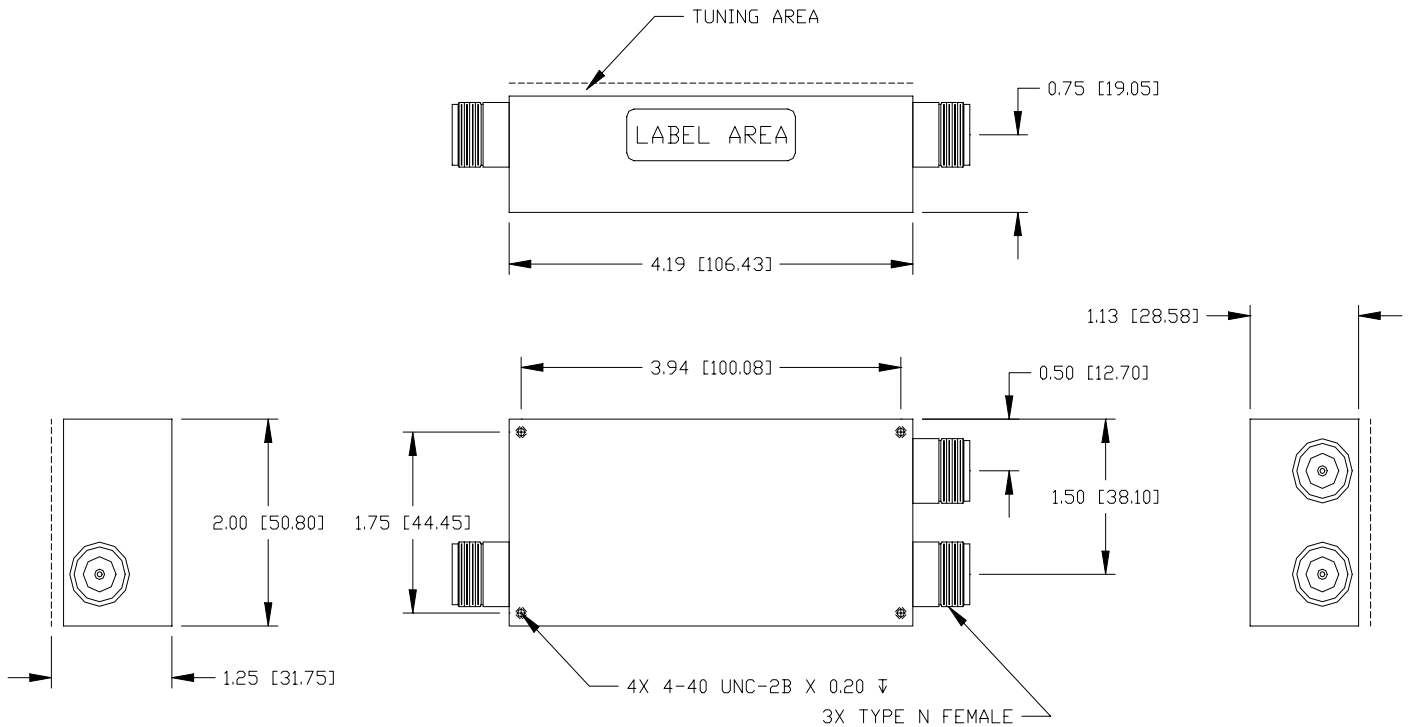 TUNING AREA
0.75 [19.05]
LABEL AREA
4.19 [106.43]
1.13 [28.58]
3.94 [100.08]
0.50 [12.70]
2.00 [50.80]
1.75 [44.45]
1.50 [38.10]
1.25 [31.75]
4X 4-40 UNC-2B X 0.20 ↧
3X TYPE N FEMALE